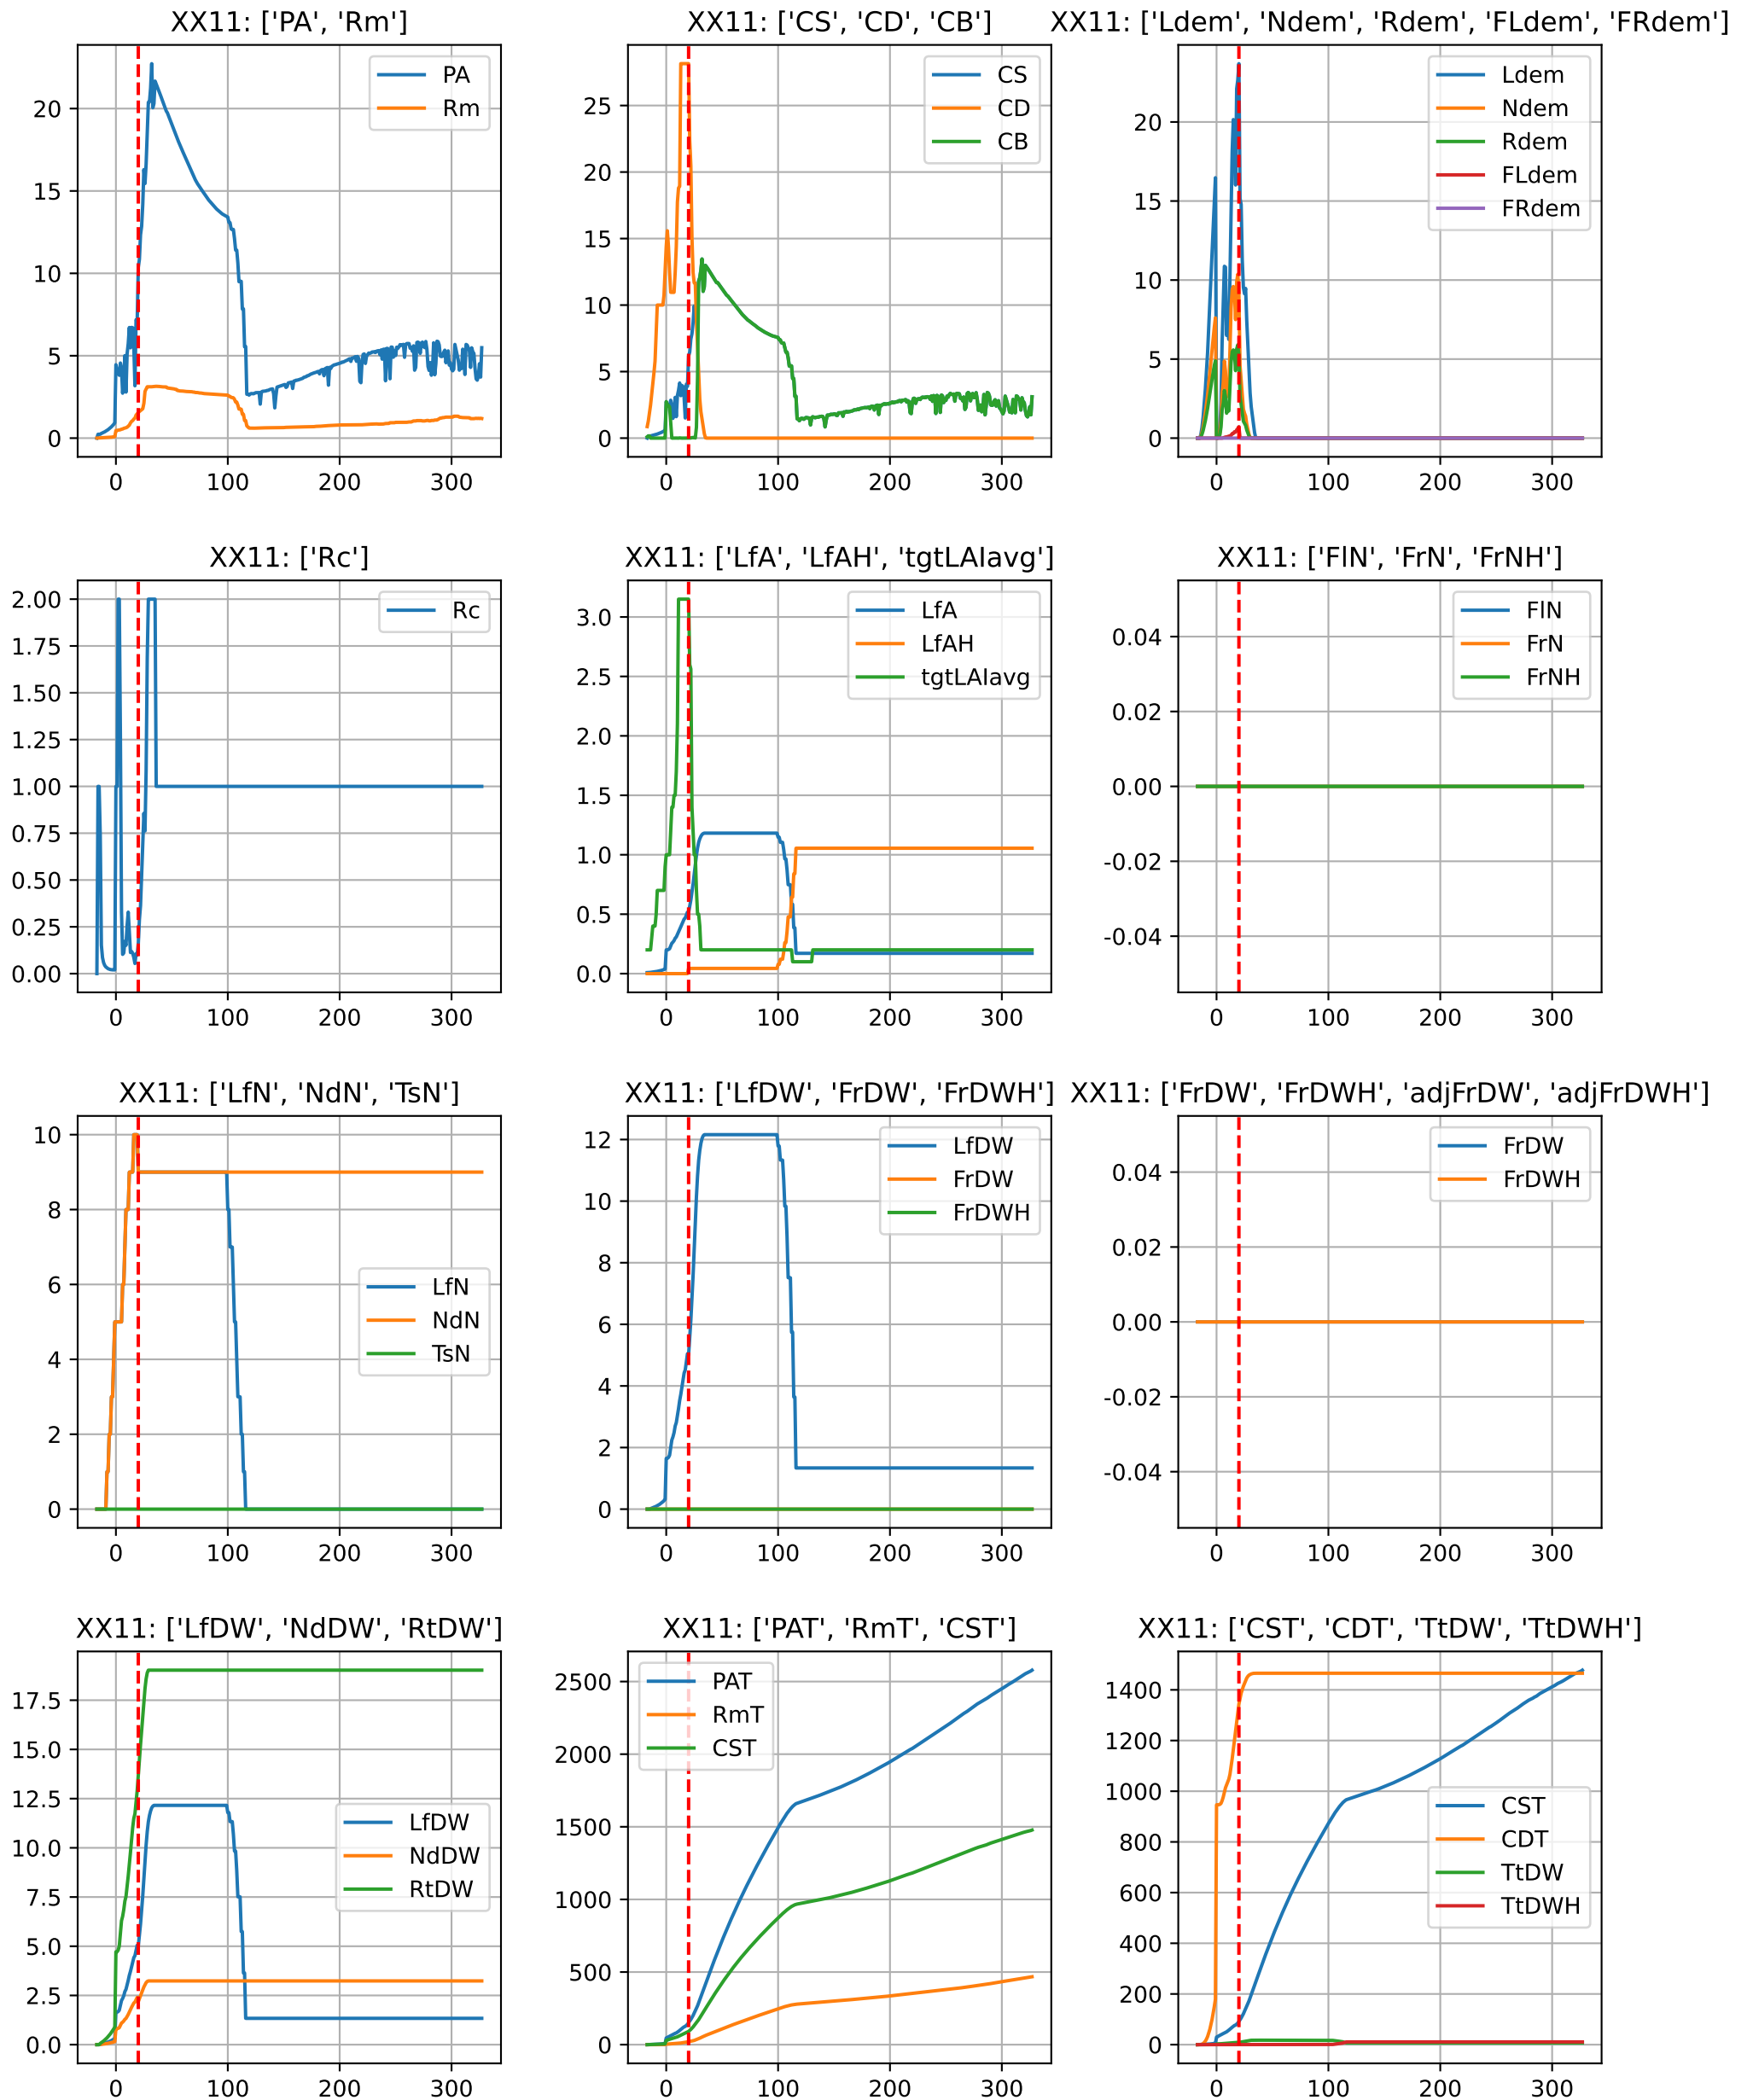 XX11: ['PA', 'Rm']
PA
Rm
20
15
10
5
0
0 100 200 300
XX11: ['CS', 'CD', 'CB']
CS
CD
CB
25
20
15
10
5
0
0 100 200 300
XX11: ['Ldem', 'Ndem', 'Rdem', 'FLdem', 'FRdem']
Ldem
Ndem
Rdem
FLdem
FRdem
20
15
10
5
0
0 100 200 300
XX11: ['Rc']
Rc
2.00
1.75
1.50
1.25
1.00
0.75
0.50
0.25
0.00
0 100 200 300
XX11: ['LfA', 'LfAH', 'tgtLAIavg']
LfA
LfAH
tgtLAIavg
3.0
2.5
2.0
1.5
1.0
0.5
0.0
0 100 200 300
XX11: ['FlN', 'FrN', 'FrNH']
FlN
FrN
FrNH
0.04
0.02
0.00
-0.02
-0.04
0 100 200 300
XX11: ['LfN', 'NdN', 'TsN']
LfN
NdN
TsN
10
8
6
4
2
0
0 100 200 300
XX11: ['LfDW', 'FrDW', 'FrDWH']
LfDW
FrDW
FrDWH
12
10
8
6
4
2
0
0 100 200 300
XX11: ['FrDW', 'FrDWH', 'adjFrDW', 'adjFrDWH']
FrDW
FrDWH
0.04
0.02
0.00
-0.02
-0.04
0 100 200 300
XX11: ['LfDW', 'NdDW', 'RtDW']
LfDW
NdDW
RtDW
17.5
15.0
12.5
10.0
7.5
5.0
2.5
0.0
0 100 200 300
XX11: ['PAT', 'RmT', 'CST']
PAT
RmT
CST
2500
2000
1500
1000
500
0
0 100 200 300
XX11: ['CST', 'CDT', 'TtDW', 'TtDWH']
CST
CDT
TtDW
TtDWH
1400
1200
1000
800
600
400
200
0
0 100 200 300